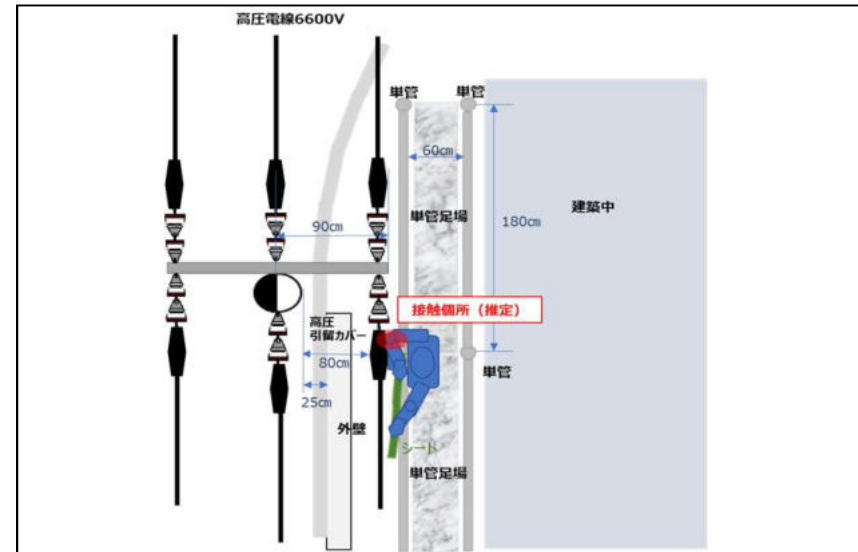 高圧電線6600V
単管
単管
60㎝
単管足場
90㎝
180㎝
建築中
接触個所（推定）
高圧
引留カバー
80㎝
単管
25㎝
外壁
シート
単管足場